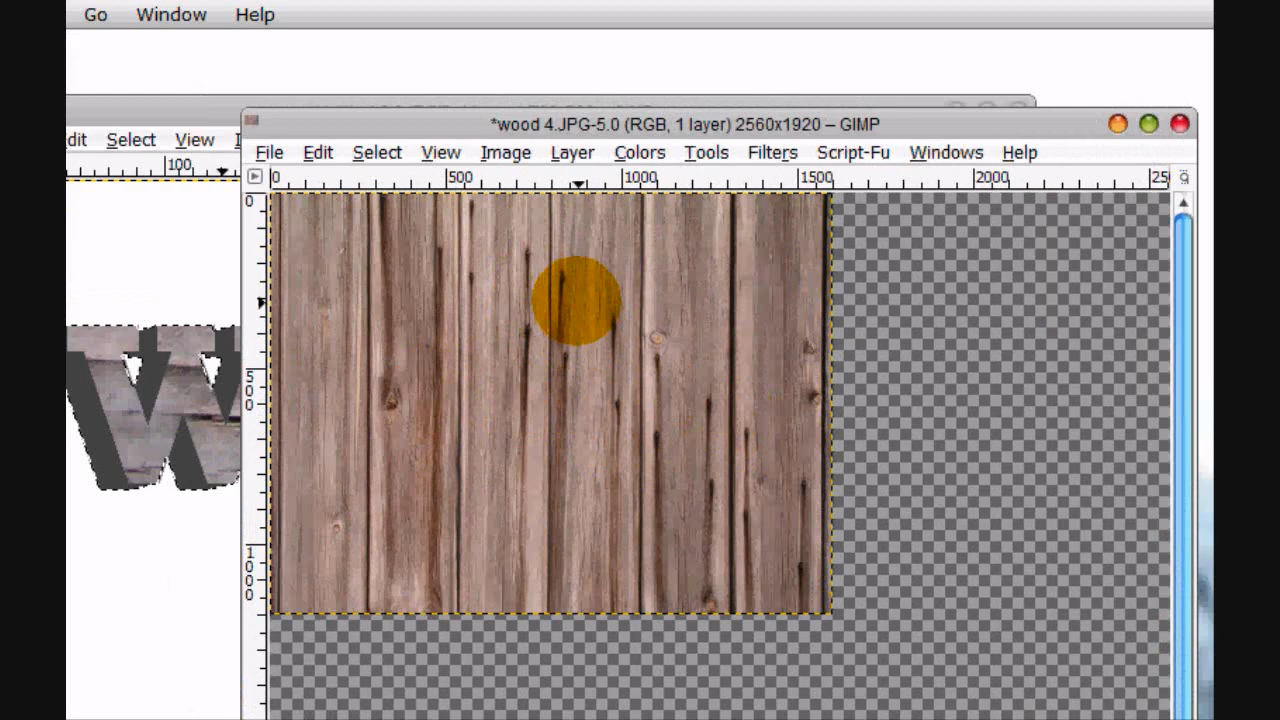 Go Window Help
*wood 4.JPG-5.0 (RGB, 1 layer) 2560x1920 – GIMP
dit Select View I
File Edit Select View Image Layer Colors Tools Filters Script-Fu Windows Help
100
0 500 1000 1500 2000 25
0
500
1000
W